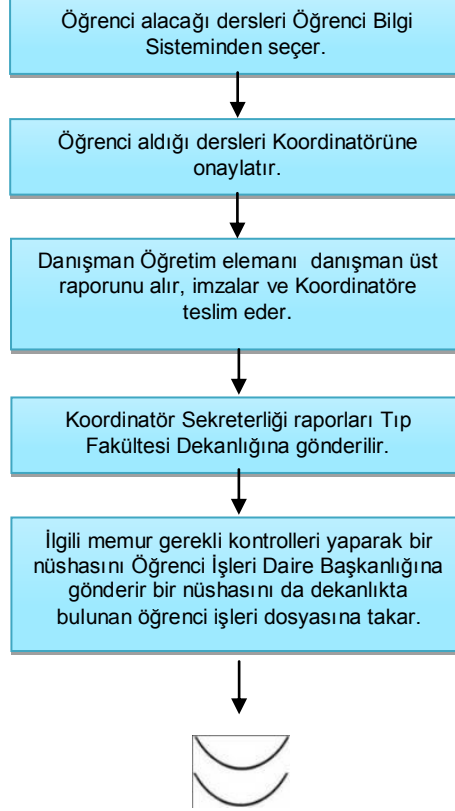 Öğrenci alacağı dersleri Öğrenci Bilgi
Sisteminden seçer.
Öğrenci aldığı dersleri Koordinatörüne
onaylatır.
Danışman Öğretim elemanı danışman üst
raporunu alır, imzalar ve Koordinatöre
teslim eder.
Koordinatör Sekreterliği raporları Tıp
Fakültesi Dekanlığına gönderilir.
İlgili memur gerekli kontrolleri yaparak bir
nüshasını Öğrenci İşleri Daire Başkanlığına
gönderir bir nüshasını da dekanlıkta
bulunan öğrenci işleri dosyasına takar.